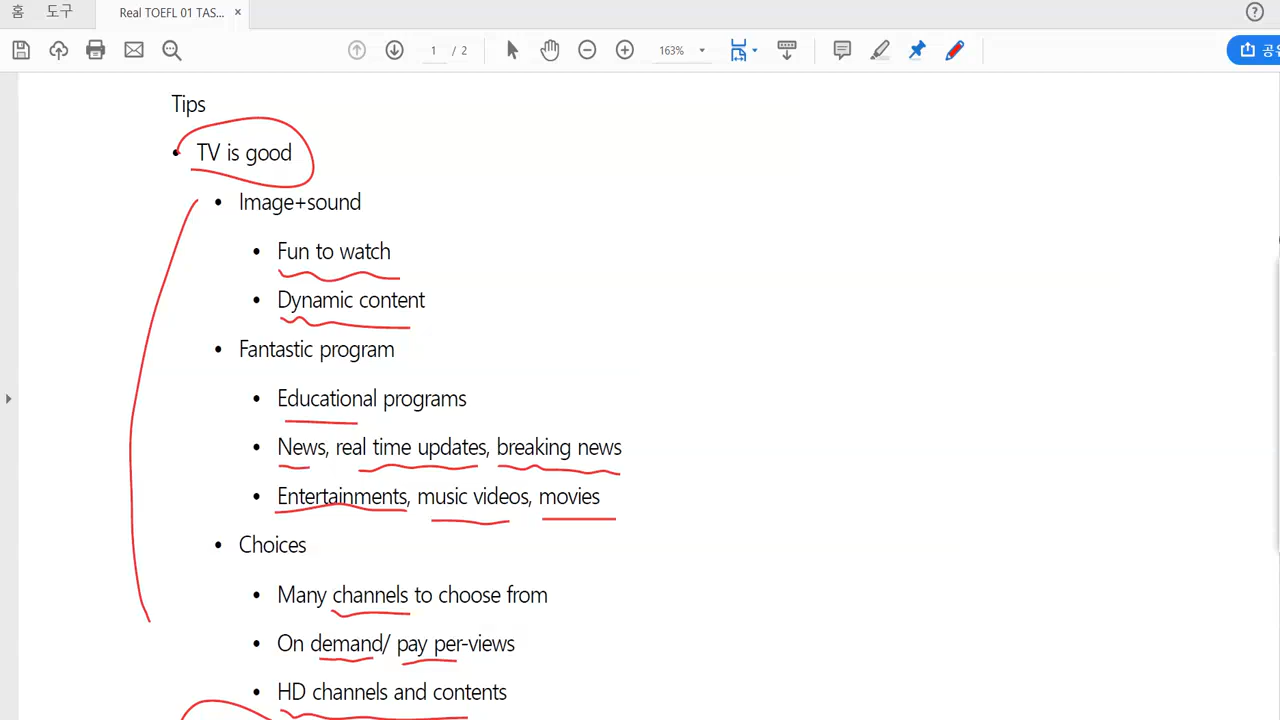 홈 도구 Real TOEFL 01 TAS... ×
1 / 2 163% 공유
Tips
• TV is good
• Image+sound
• Fun to watch
• Dynamic content
• Fantastic program
• Educational programs
• News, real time updates, breaking news
• Entertainments, music videos, movies
• Choices
• Many channels to choose from
• On demand/ pay per-views
• HD channels and contents